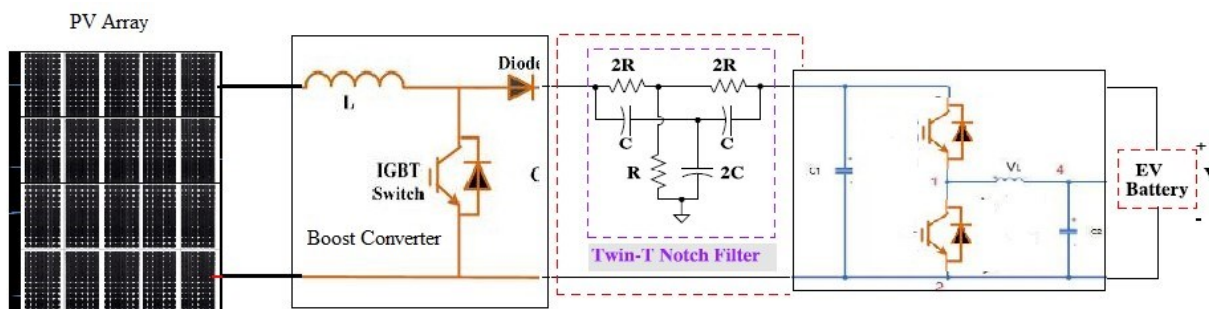 PV Array
L
Diode
IGBT
Switch
Boost Converter
2R
2R
C
C
R
2C
Twin-T Notch Filter
C1
1
2
VL
4
EV
Battery
+
-